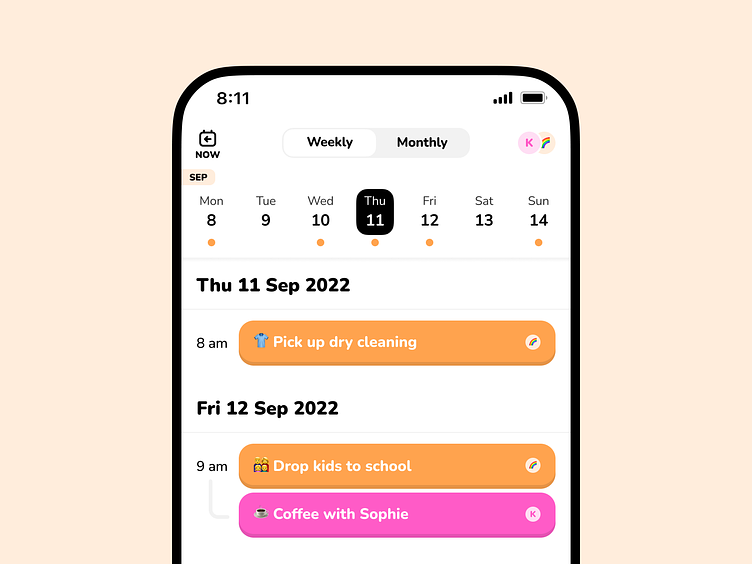 8:11
NOW
Weekly Monthly
K
SEP
Mon Tue Wed Thu Fri Sat Sun
8 9 10 11 12 13 14
Thu 11 Sep 2022
8 am Pick up dry cleaning
Fri 12 Sep 2022
9 am Drop kids to school
Coffee with Sophie K